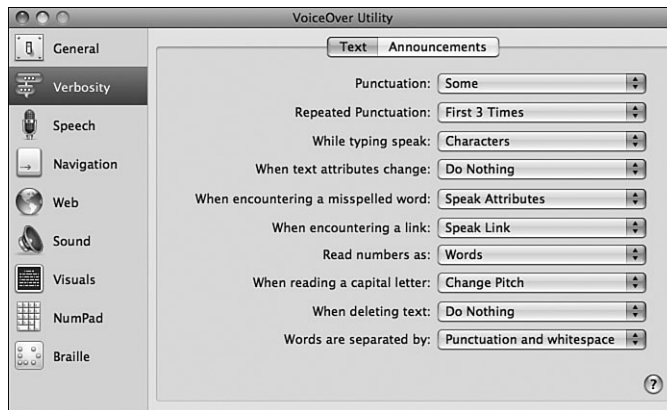 VoiceOver Utility
General
Verbosity
Speech
Navigation
Web
Sound
Visuals
NumPad
Braille
Text Announcements
Punctuation: Some
Repeated Punctuation: First 3 Times
While typing speak: Characters
When text attributes change: Do Nothing
When encountering a misspelled word: Speak Attributes
When encountering a link: Speak Link
Read numbers as: Words
When reading a capital letter: Change Pitch
When deleting text: Do Nothing
Words are separated by: Punctuation and whitespace
?